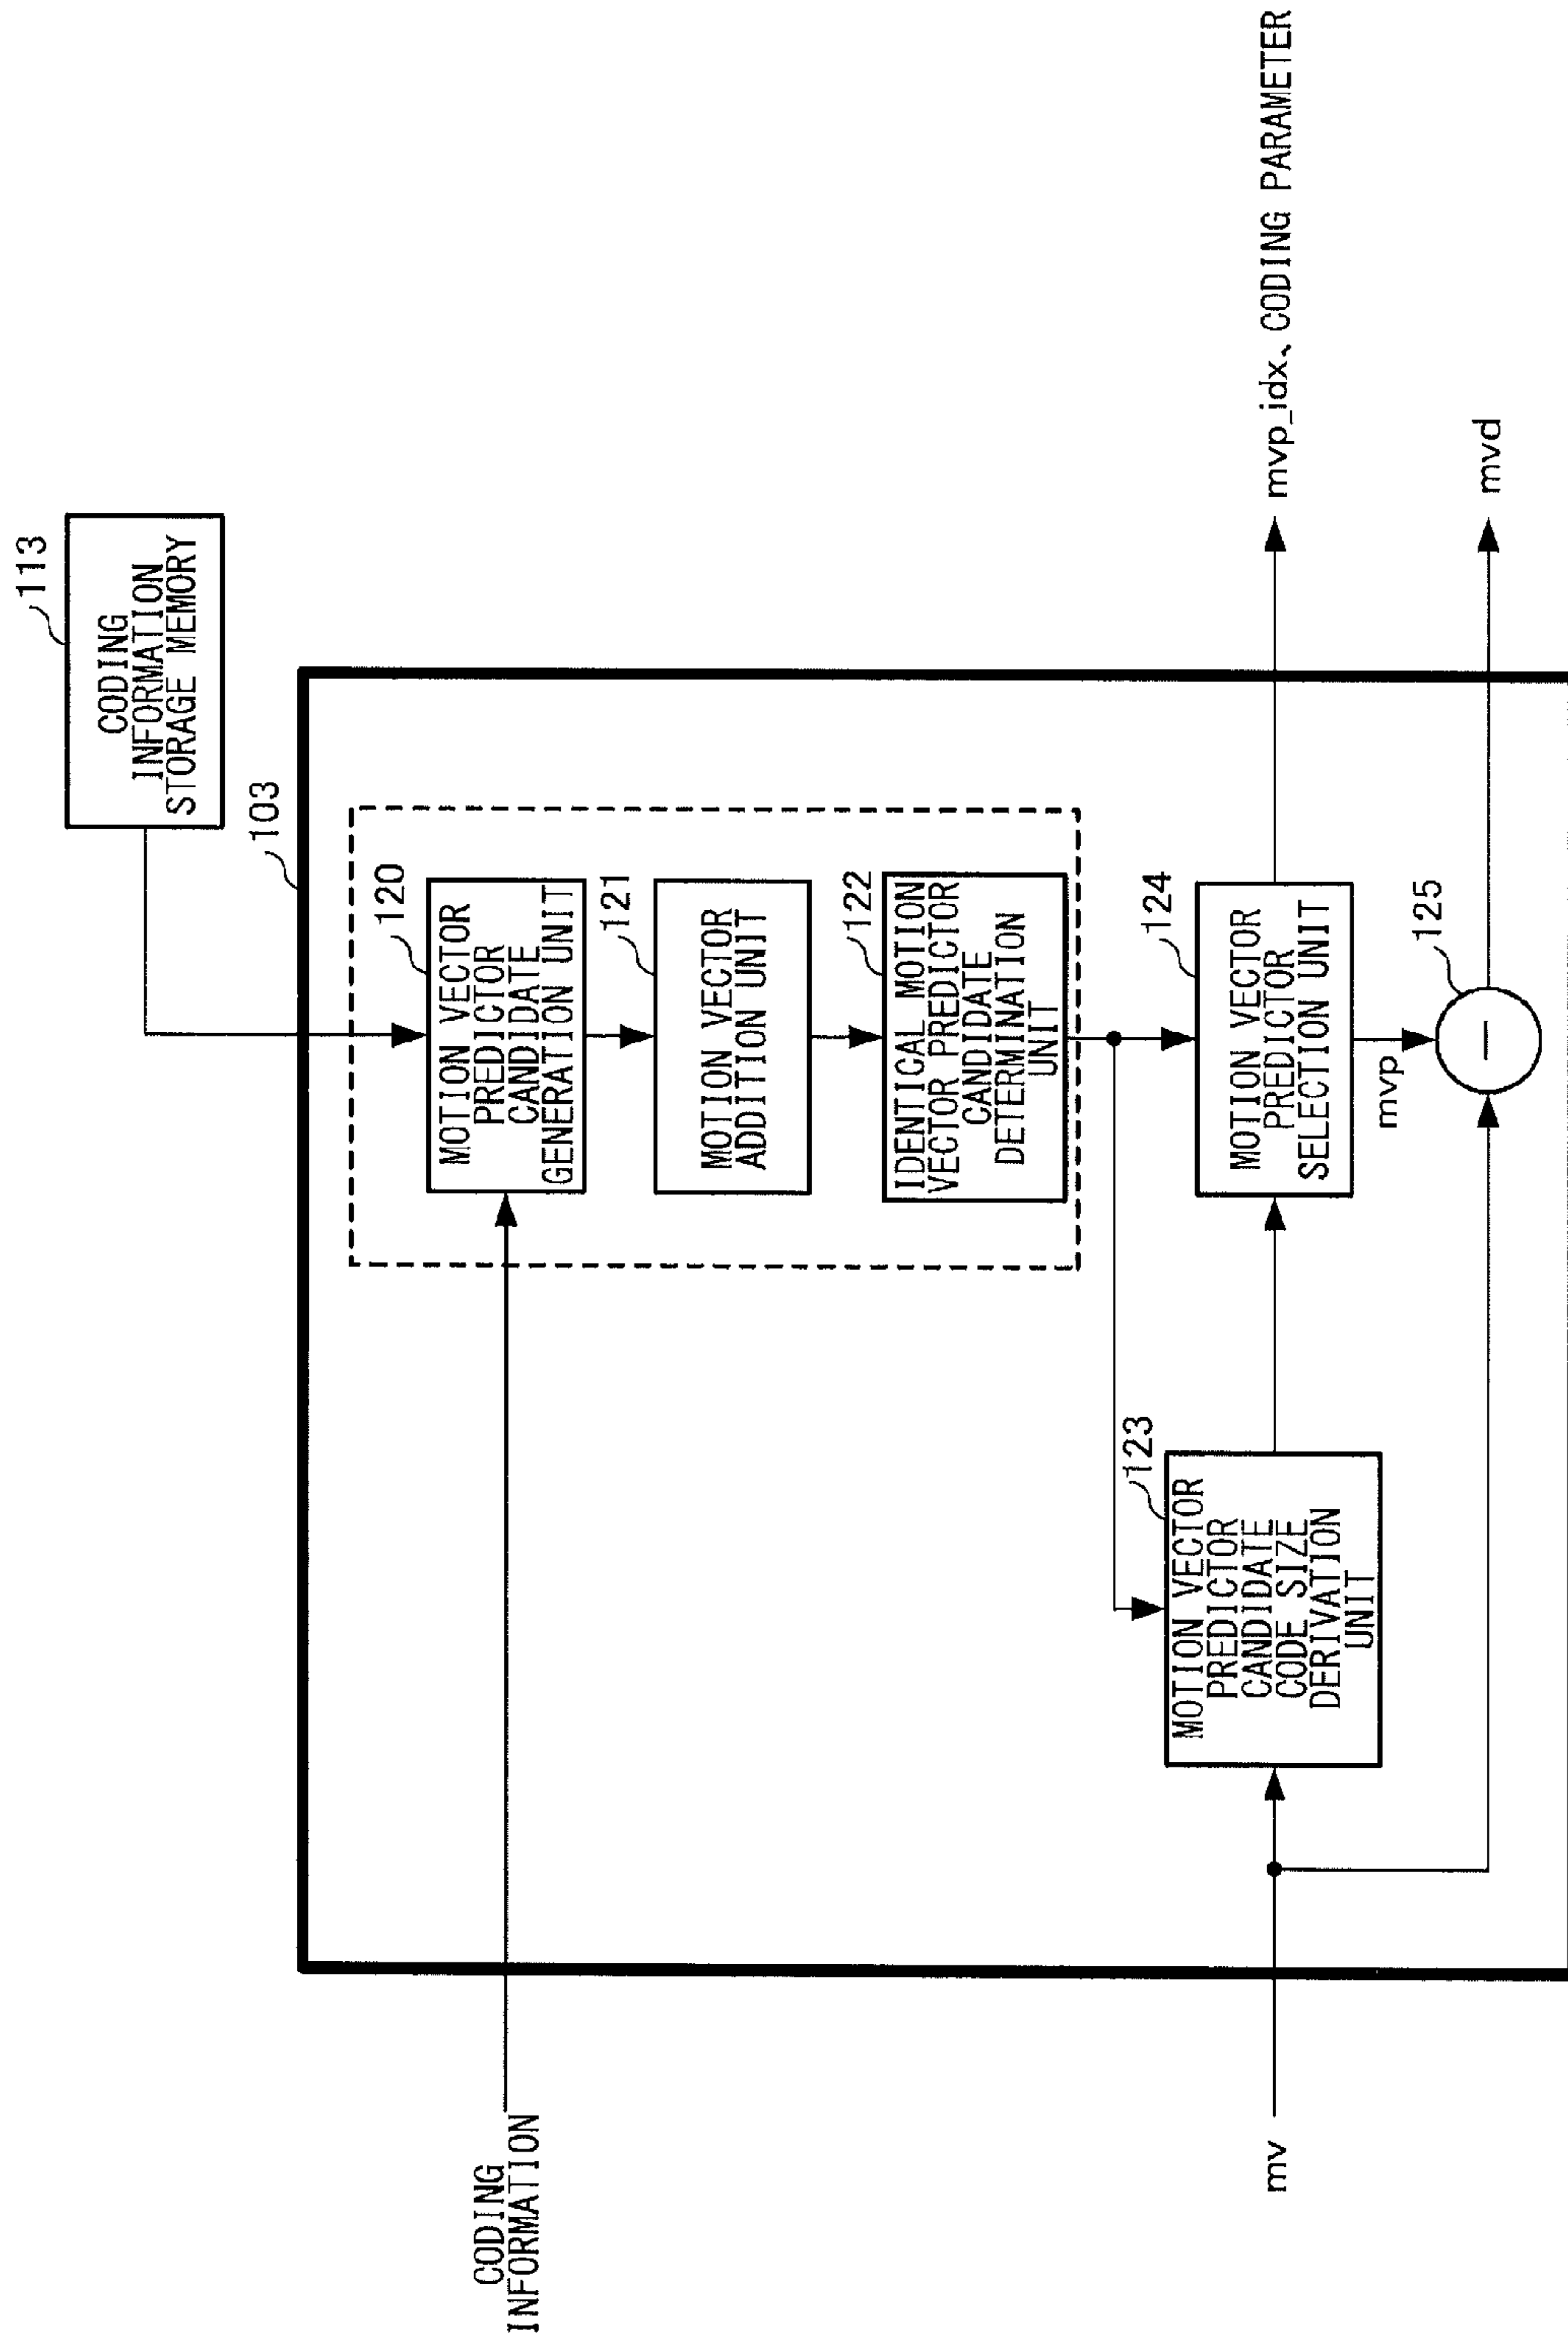 113
CODING
INFORMATION
STORAGE MEMORY
103
120
MOTION VECTOR
PREDICTOR
CANDIDATE
GENERATION UNIT
CODING
INFORMATION
121
MOTION VECTOR
ADDITION UNIT
122
IDENTICAL MOTION
VECTOR PREDICTOR
CANDIDATE
DETERMINATION
UNIT
123
MOTION VECTOR
PREDICTOR
CANDIDATE
CODE SIZE
DERIVATION
UNIT
124
MOTION VECTOR
PREDICTOR
SELECTION UNIT
mv
mvp_idx、CODING PARAMETER
mvp
125
−
mvd